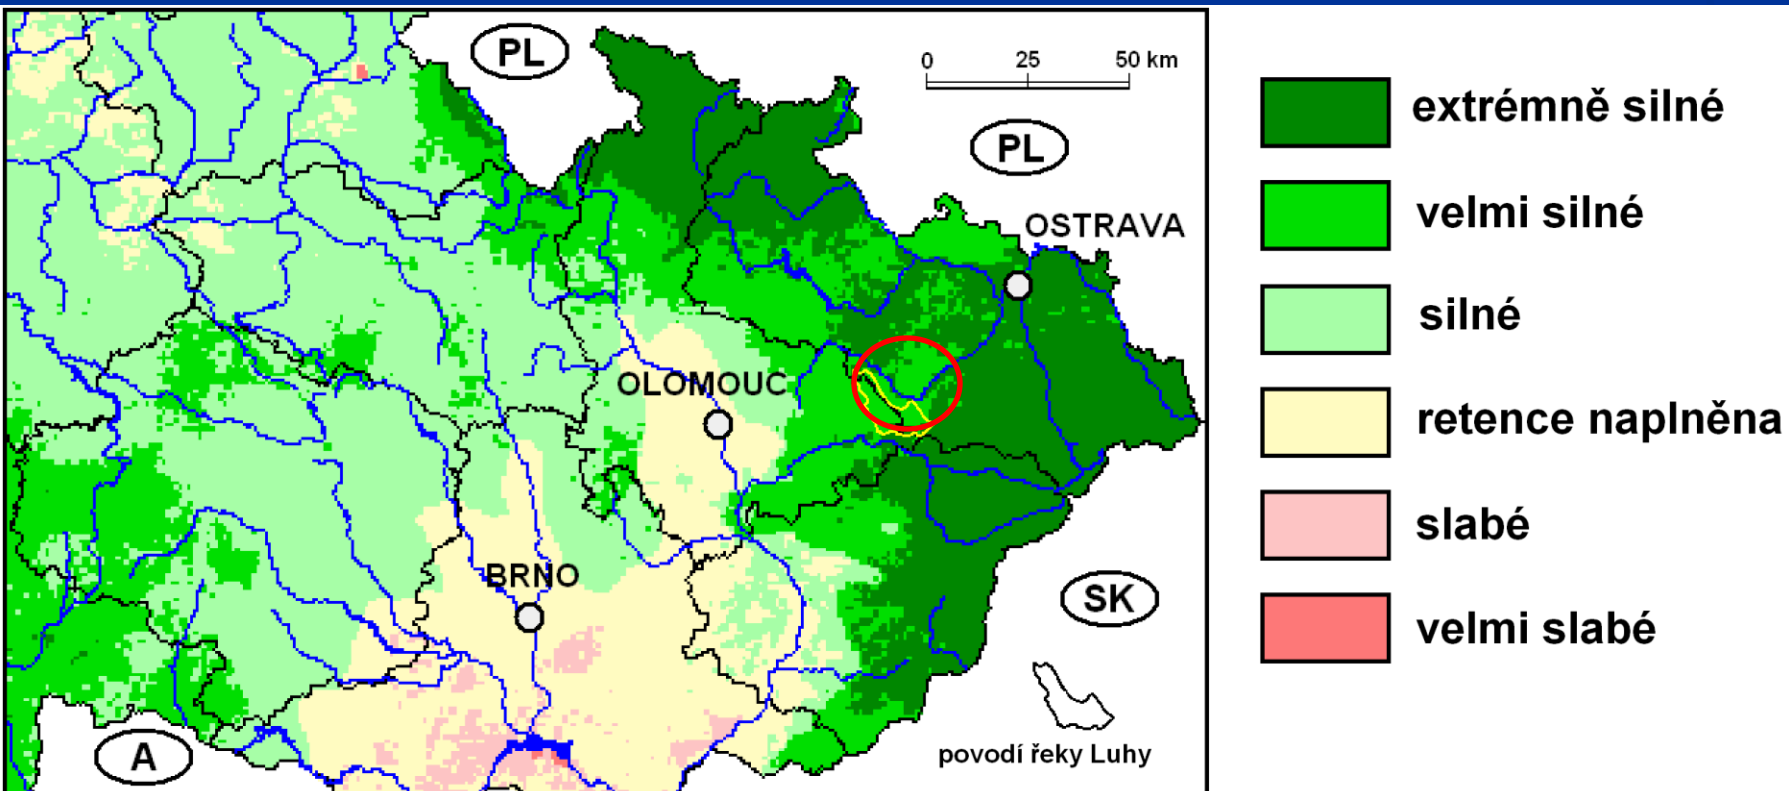 PL
0 25 50 km
PL
OSTRAVA
OLOMOUC
BRNO
SK
A
povodí řeky Luhy
extrémně silné
velmi silné
silné
retence naplněna
slabé
velmi slabé